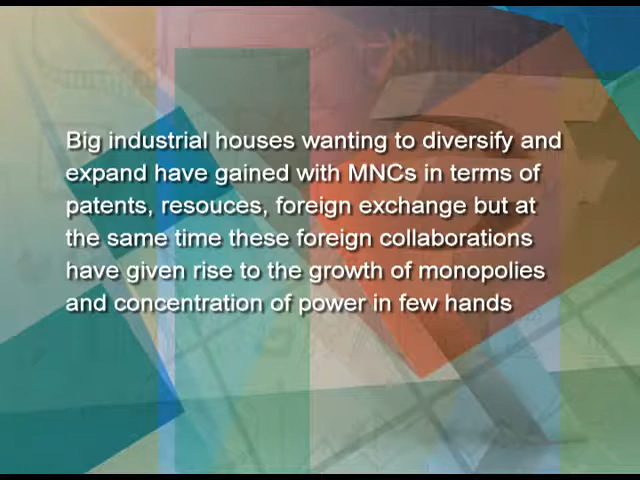 Big industrial houses wanting to diversify and
expand have gained with MNCs in terms of
patents, resouces, foreign exchange but at
the same time these foreign collaborations
have given rise to the growth of monopolies
and concentration of power in few hands